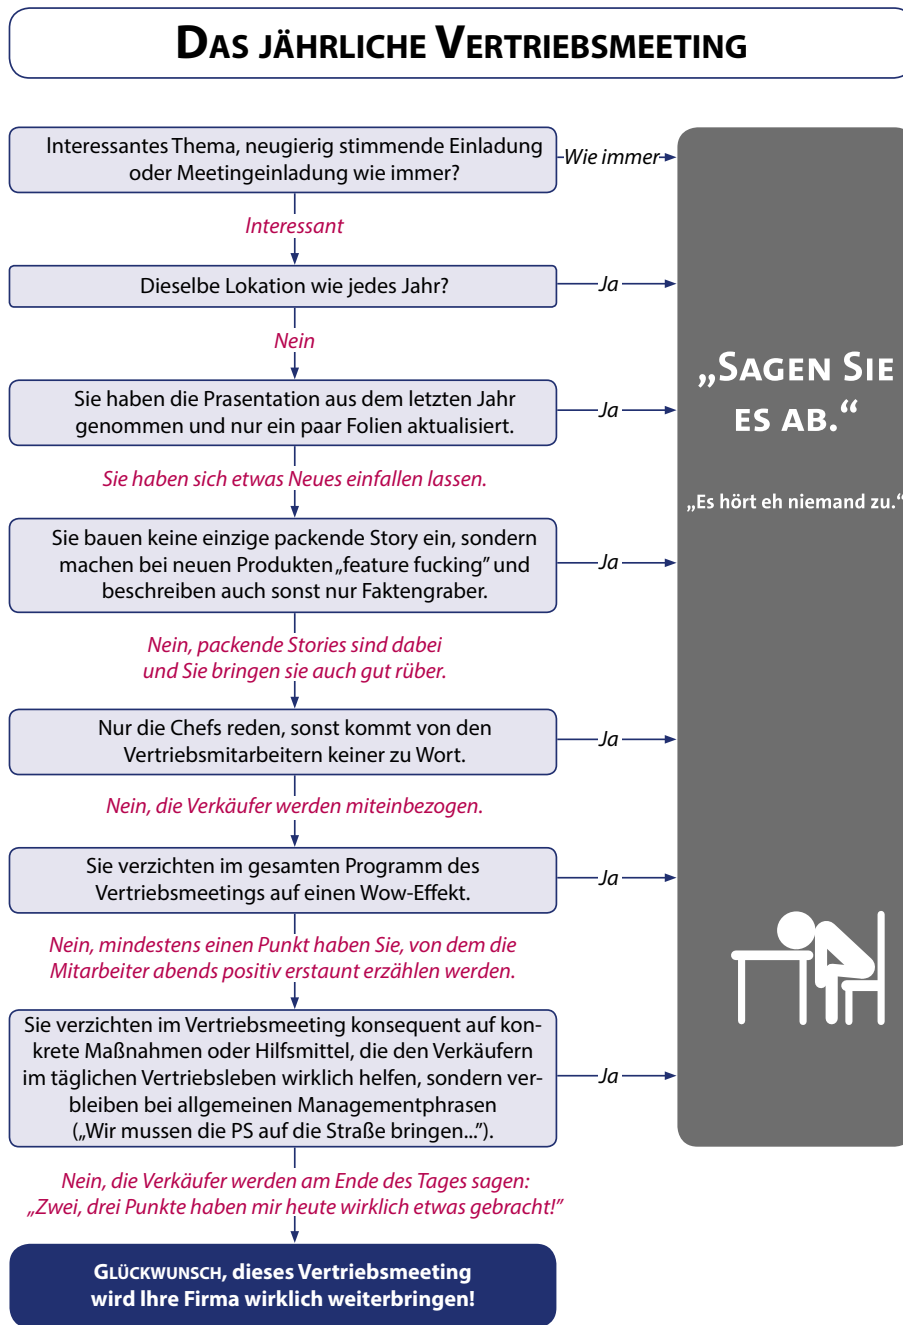 DAS JÄHRLICHE VERTRIEBSMEETING
Interessantes Thema, neugierig stimmende Einladung
oder Meetingeinladung wie immer?
Wie immer
Interessant
Dieselbe Lokation wie jedes Jahr?
Ja
Nein
Sie haben die Prasentation aus dem letzten Jahr
genommen und nur ein paar Folien aktualisiert.
Ja
Sie haben sich etwas Neues einfallen lassen.
Sie bauen keine einzige packende Story ein, sondern
machen bei neuen Produkten „feature fucking” und
beschreiben auch sonst nur Faktengraber.
Ja
Nein, packende Stories sind dabei
und Sie bringen sie auch gut rüber.
Nur die Chefs reden, sonst kommt von den
Vertriebsmitarbeitern keiner zu Wort.
Ja
Nein, die Verkäufer werden miteinbezogen.
Sie verzichten im gesamten Programm des
Vertriebsmeetings auf einen Wow-Effekt.
Ja
Nein, mindestens einen Punkt haben Sie, von dem die
Mitarbeiter abends positiv erstaunt erzählen werden.
Sie verzichten im Vertriebsmeeting konsequent auf kon-
krete Maßnahmen oder Hilfsmittel, die den Verkäufern
im täglichen Vertriebsleben wirklich helfen, sondern ver-
bleiben bei allgemeinen Managementphrasen
(„Wir mussen die PS auf die Straße bringen...”).
Ja
Nein, die Verkäufer werden am Ende des Tages sagen:
„Zwei, drei Punkte haben mir heute wirklich etwas gebracht!”
GLÜCKWUNSCH, dieses Vertriebsmeeting
wird Ihre Firma wirklich weiterbringen!
„SAGEN SIE
ES AB.“
„Es hört eh niemand zu.“